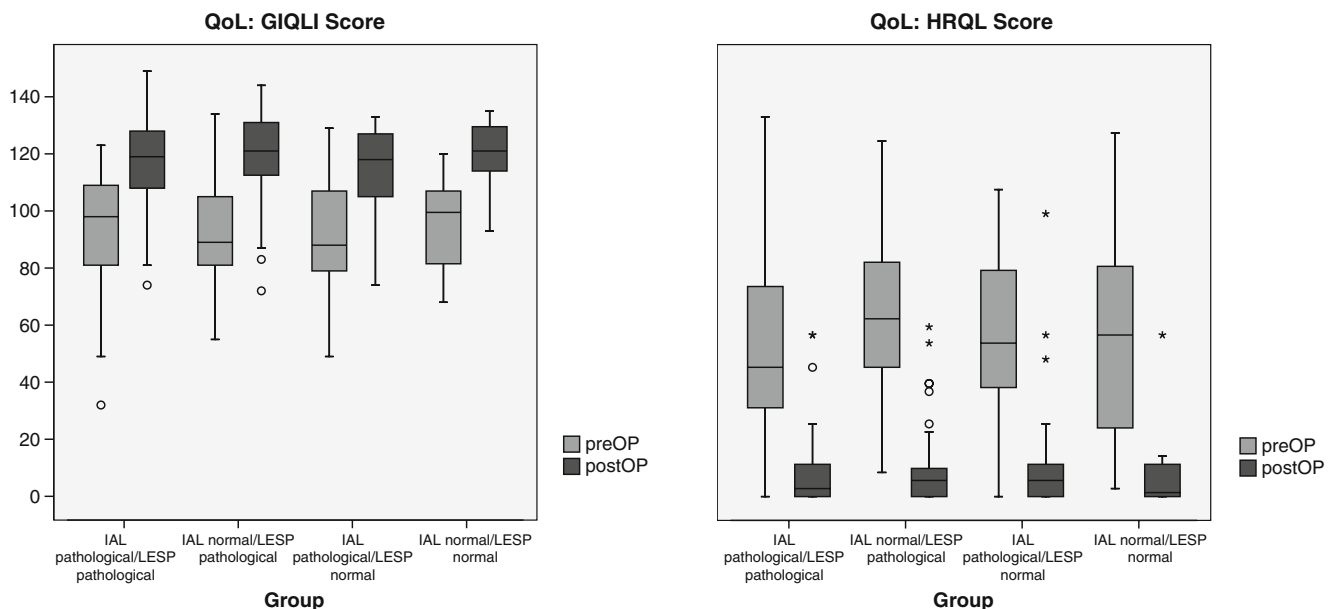 QoL: GIQLI Score
140
120
100
80
60
40
20
0
preOP
postOP
IAL
pathological/LESP
pathological
IAL normal/LESP
pathological
IAL
pathological/LESP
normal
IAL normal/LESP
normal
Group
QoL: HRQL Score
preOP
postOP
IAL
pathological/LESP
pathological
IAL normal/LESP
pathological
IAL
pathological/LESP
normal
IAL normal/LESP
normal
Group